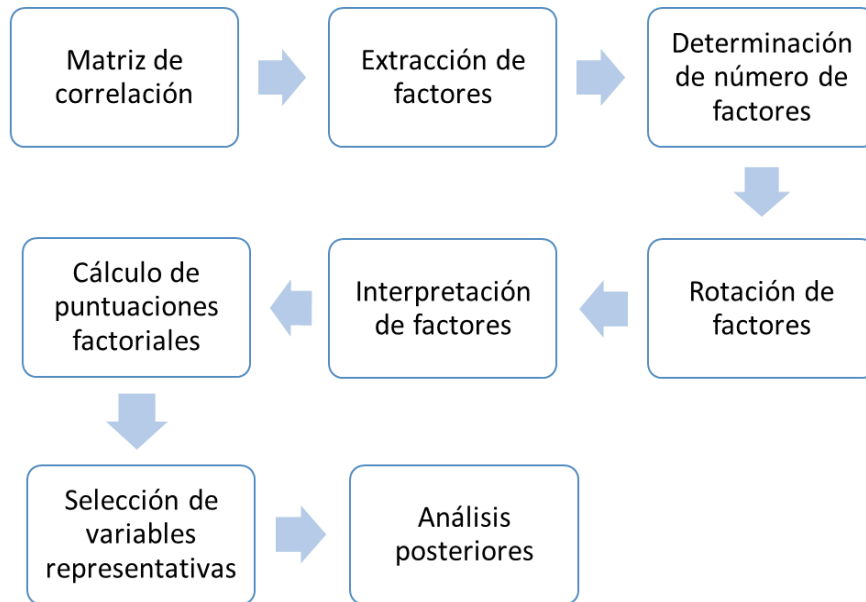 Matriz de
correlación
Extracción de
factores
Determinación
de número de
factores
Rotación de
factores
Interpretación
de factores
Cálculo de
puntuaciones
factoriales
Selección de
variables
representativas
Análisis
posteriores